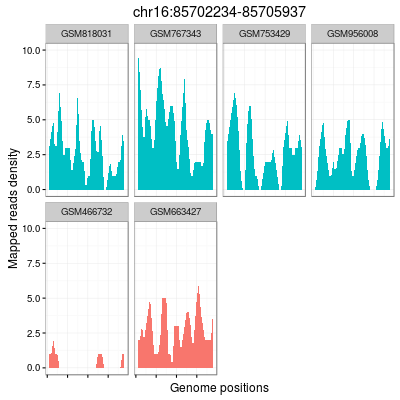 chr16:85702234-85705937
GSM818031 GSM767343 GSM753429 GSM956008
10.0
7.5
5.0
2.5
0.0
GSM466732 GSM663427
10.0
7.5
5.0
2.5
0.0
Mapped reads density
Genome positions